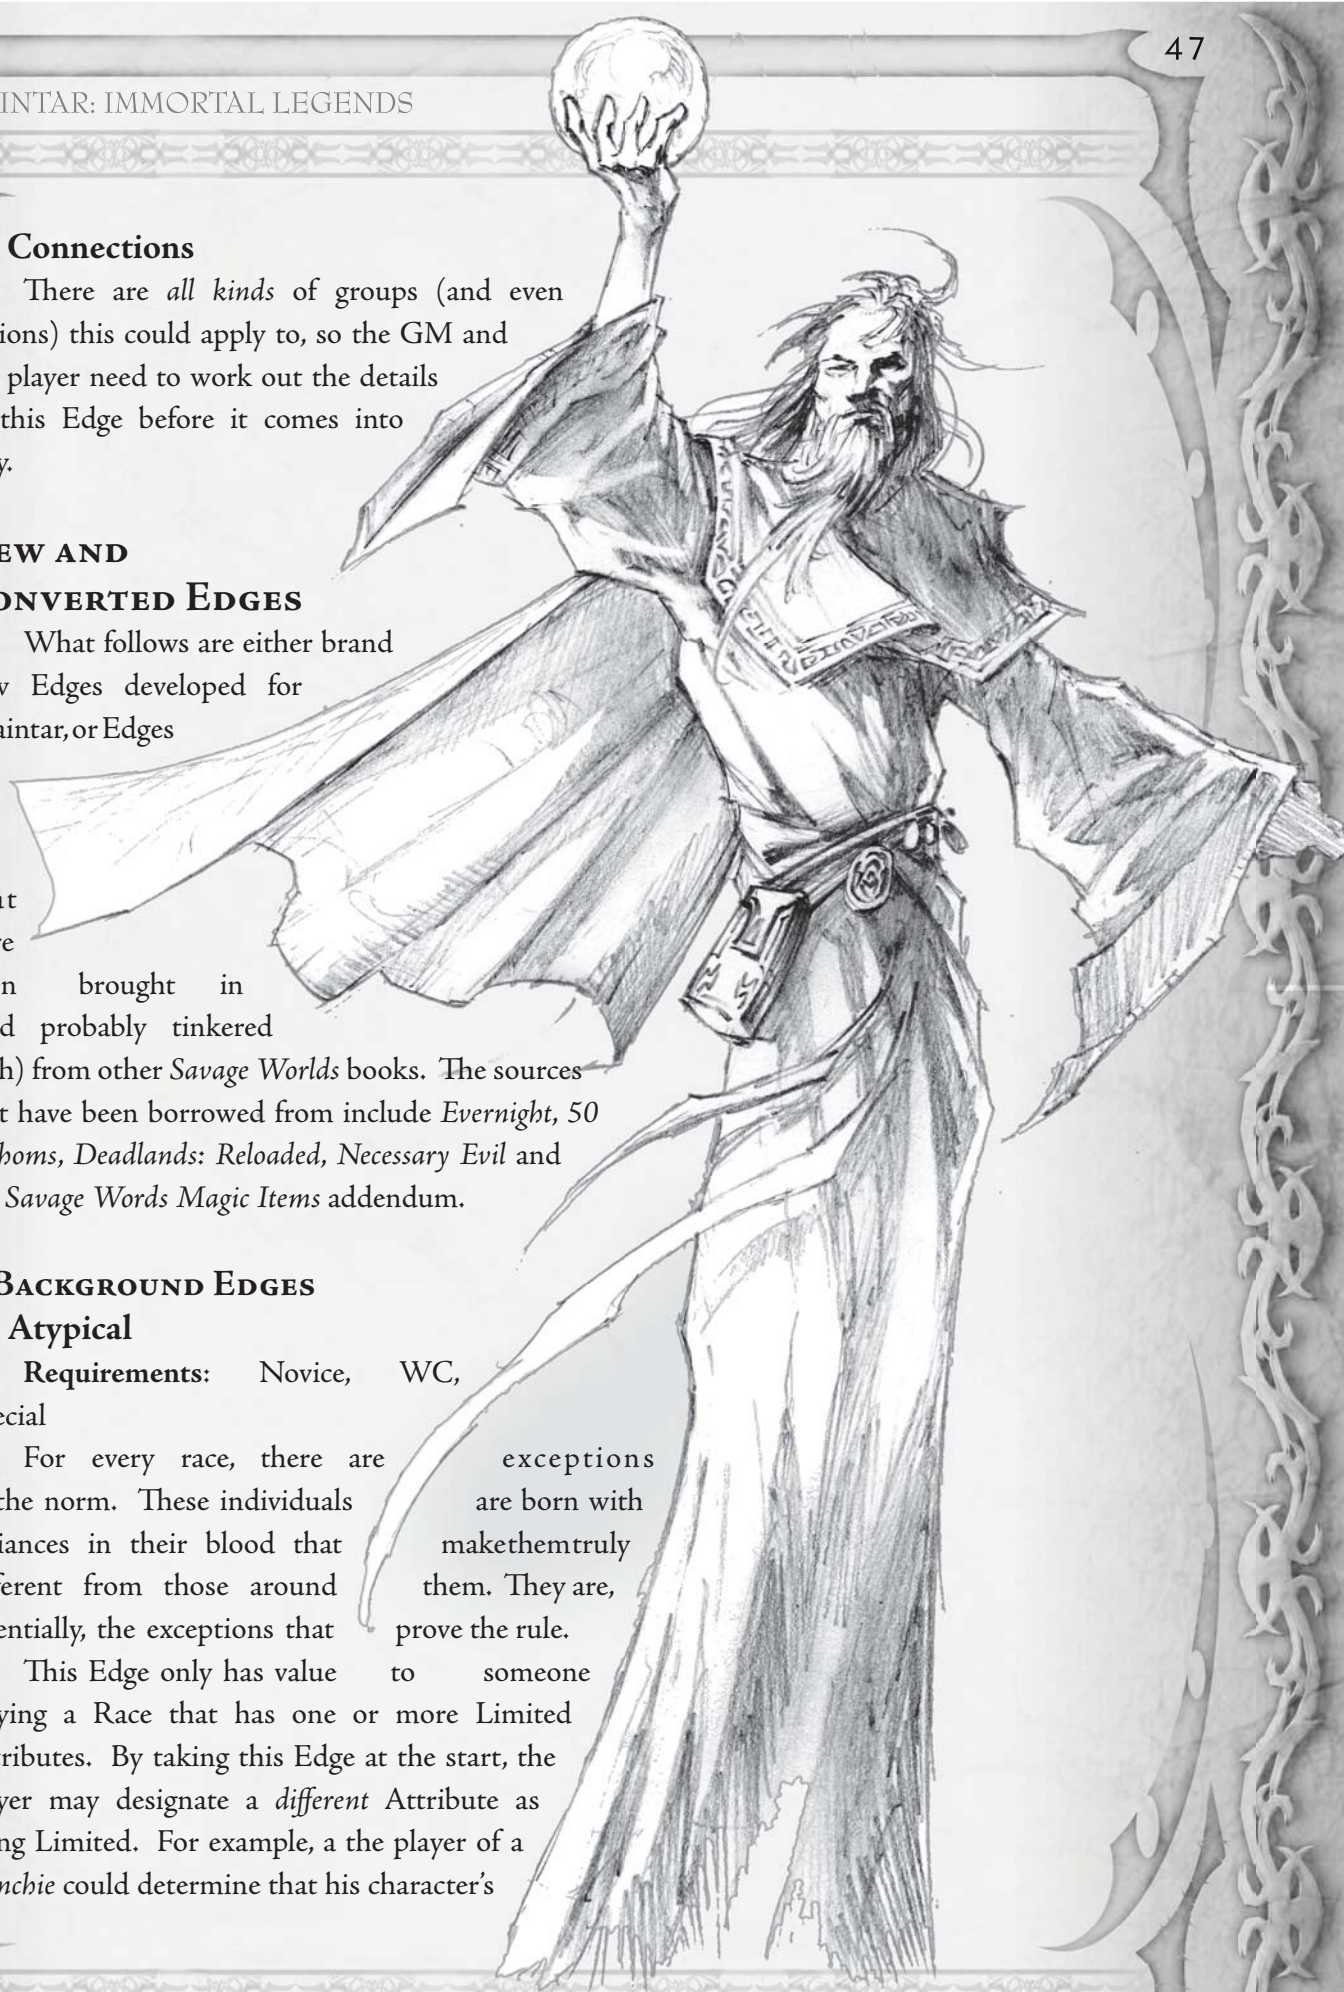 47
INTAR: IMMORTAL LEGENDS
Connections
There are all kinds of groups (and even
ions) this could apply to, so the GM and
player need to work out the details
this Edge before it comes into
y.
EW AND
ONVERTED EDGES
What follows are either brand
w Edges developed for
aintar, or Edges
at
re
n brought in
d probably tinkered
h) from other Savage Worlds books. The sources
t have been borrowed from include Evernight, 50
homs, Deadlands: Reloaded, Necessary Evil and
Savage Words Magic Items addendum.
BACKGROUND EDGES
Atypical
Requirements: Novice, WC,
ecial
For every race, there are exceptions
the norm. These individuals are born with
iances in their blood that makethemtruly
ferent from those around them. They are,
entially, the exceptions that prove the rule.
This Edge only has value to someone
ying a Race that has one or more Limited
tributes. By taking this Edge at the start, the
yer may designate a different Attribute as
ng Limited. For example, a the player of a
nchie could determine that his character's